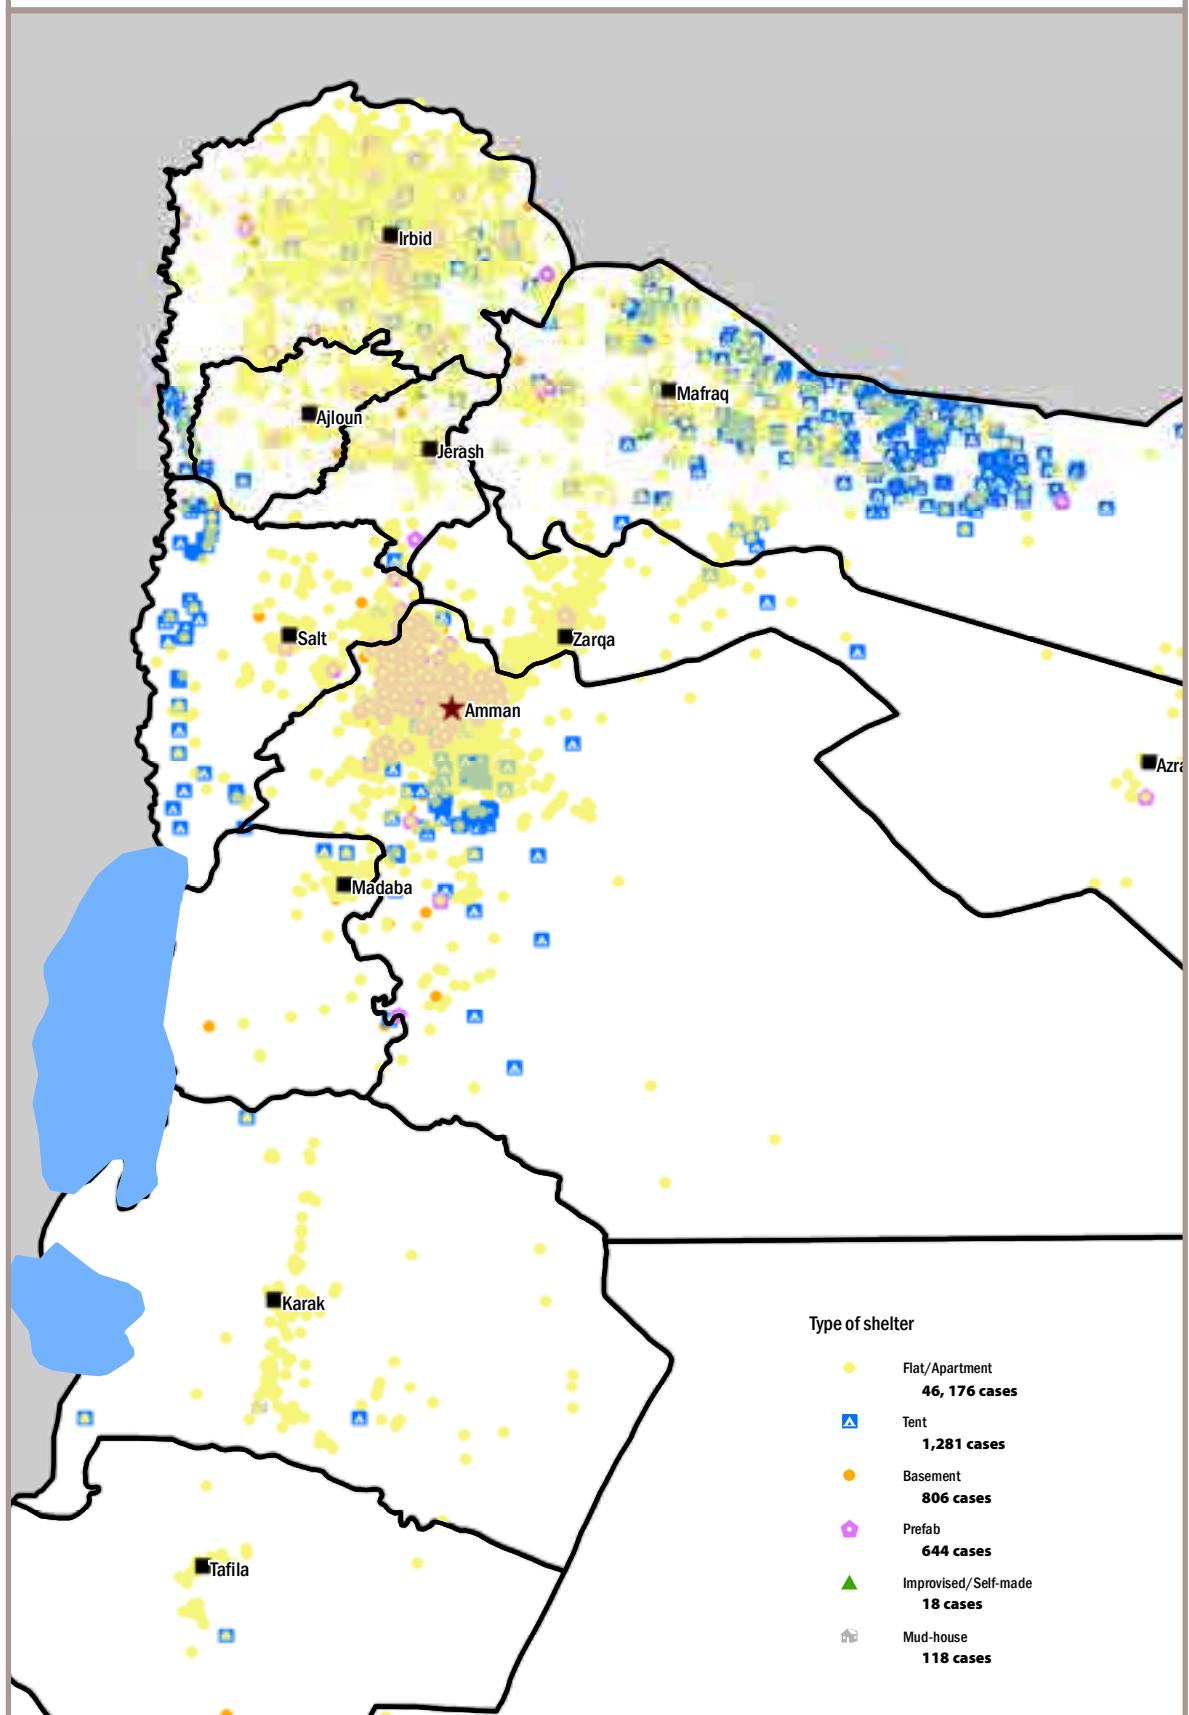 Irbid
Mafraq
Ajloun
Jerash
Salt
Zarqa
Amman
Azra
Madaba
Karak
Type of shelter
Flat/Apartment
46, 176 cases
Tent
1,281 cases
Basement
806 cases
Prefab
644 cases
Improvised/Self-made
18 cases
Mud-house
118 cases
Tafila